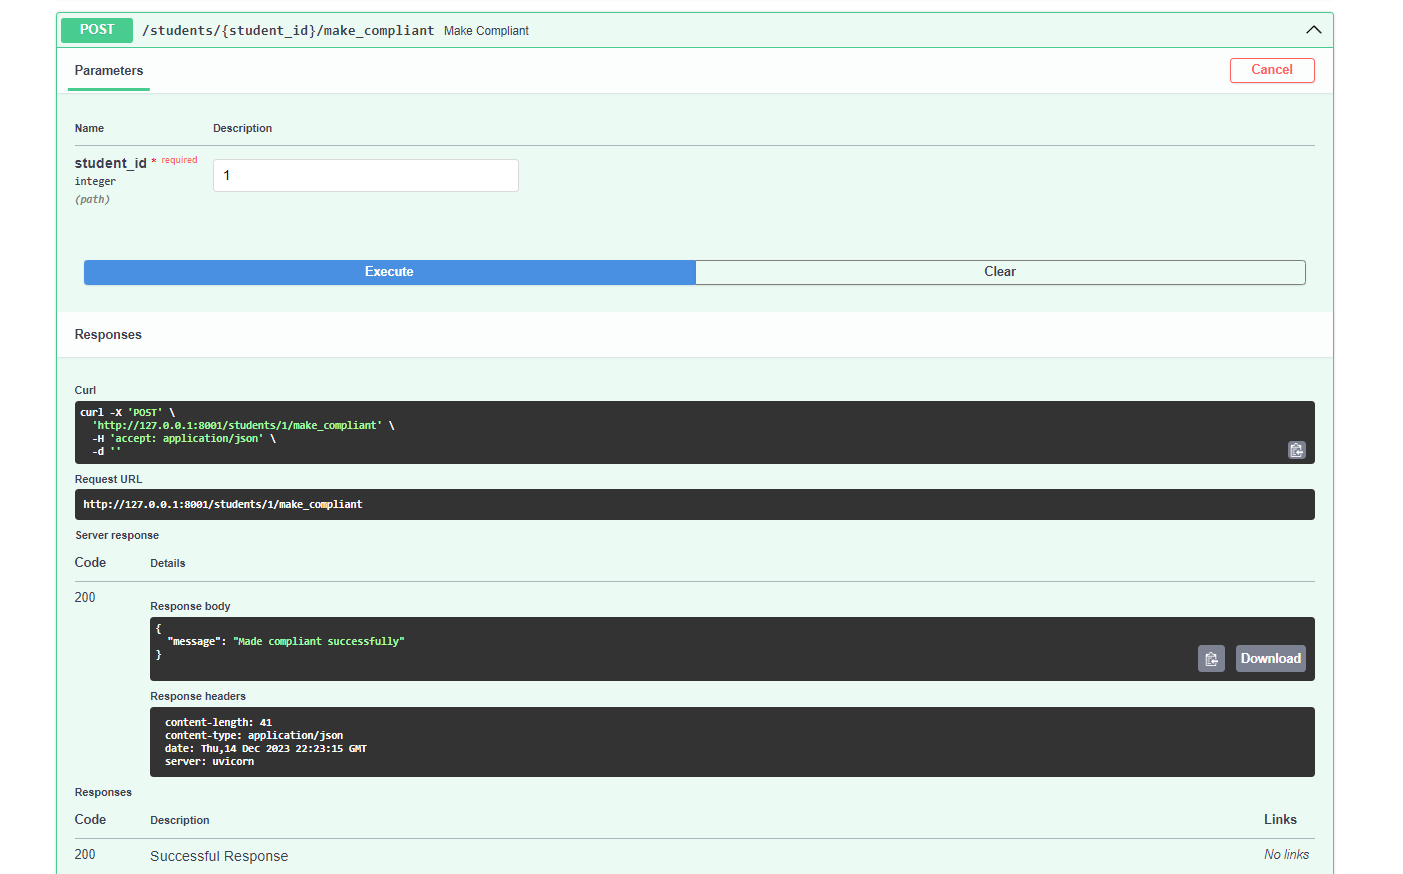 POST /students/{student_id}/make_compliant Make Compliant
Parameters
Cancel
Name Description
student_id * required
integer
(path)
1
Execute Clear
Responses
Curl
curl -X 'POST' \
'http://127.0.0.1:8001/students/1/make_compliant' \
-H 'accept: application/json' \
-d ''
Request URL
http://127.0.0.1:8001/students/1/make_compliant
Server response
Code Details
200
Response body
{
"message": "Made compliant successfully"
}
Download
Response headers
content-length: 41
content-type: application/json
date: Thu,14 Dec 2023 22:23:15 GMT
server: uvicorn
Responses
Code Description Links
200 Successful Response No links